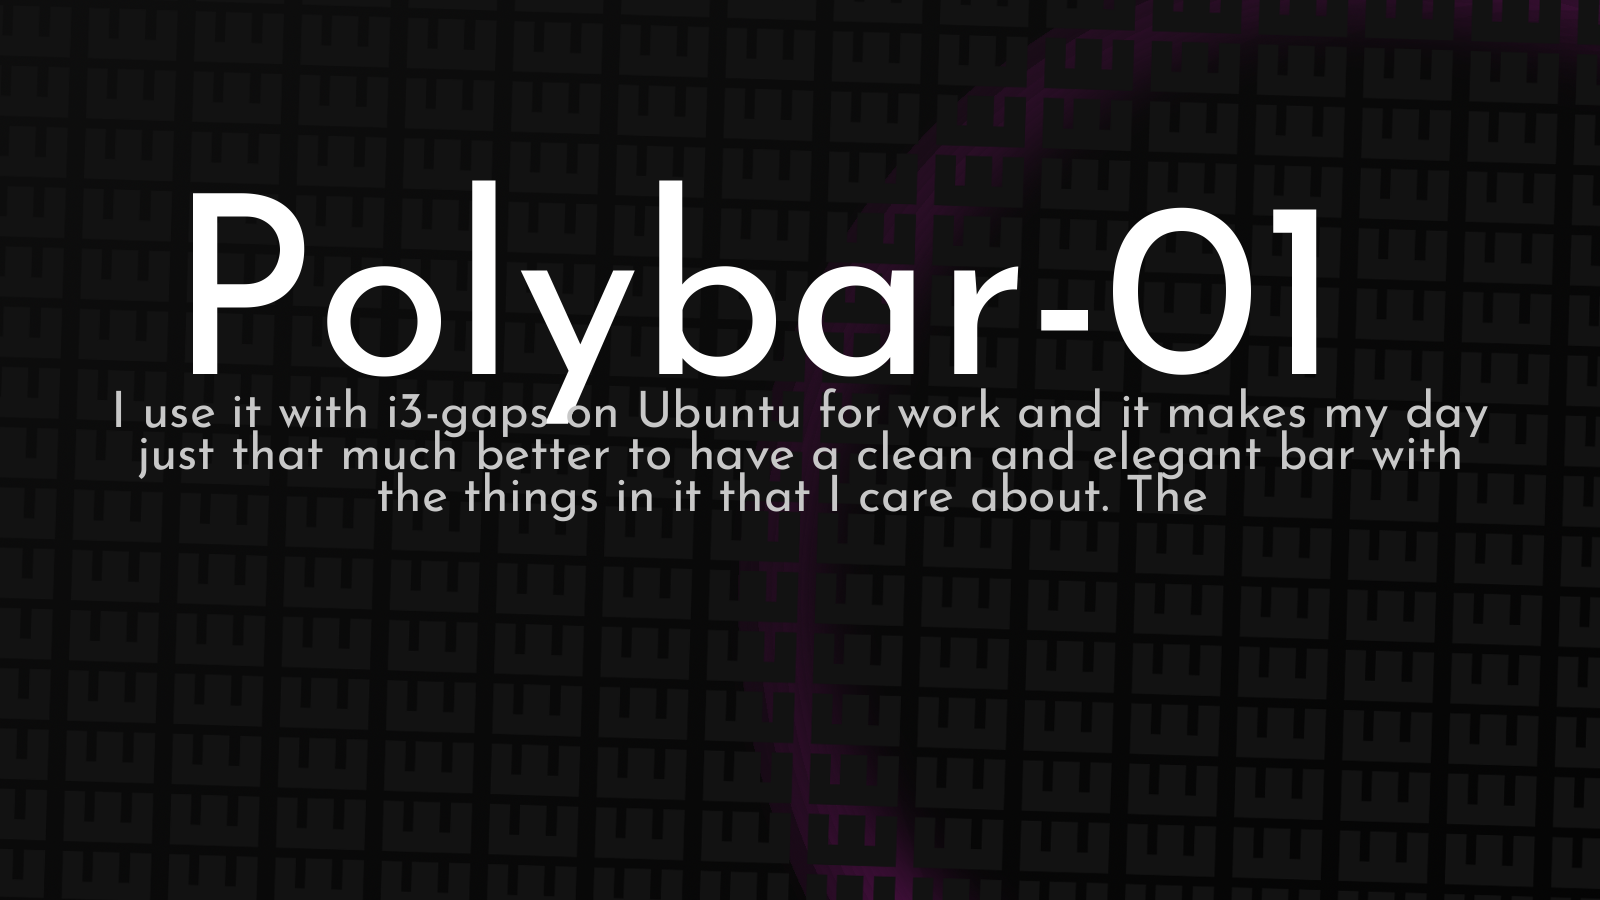 Polybar-01
I use it with i3-gaps on Ubuntu for work and it makes my day
just that much better to have a clean and elegant bar with
the things in it that I care about. The